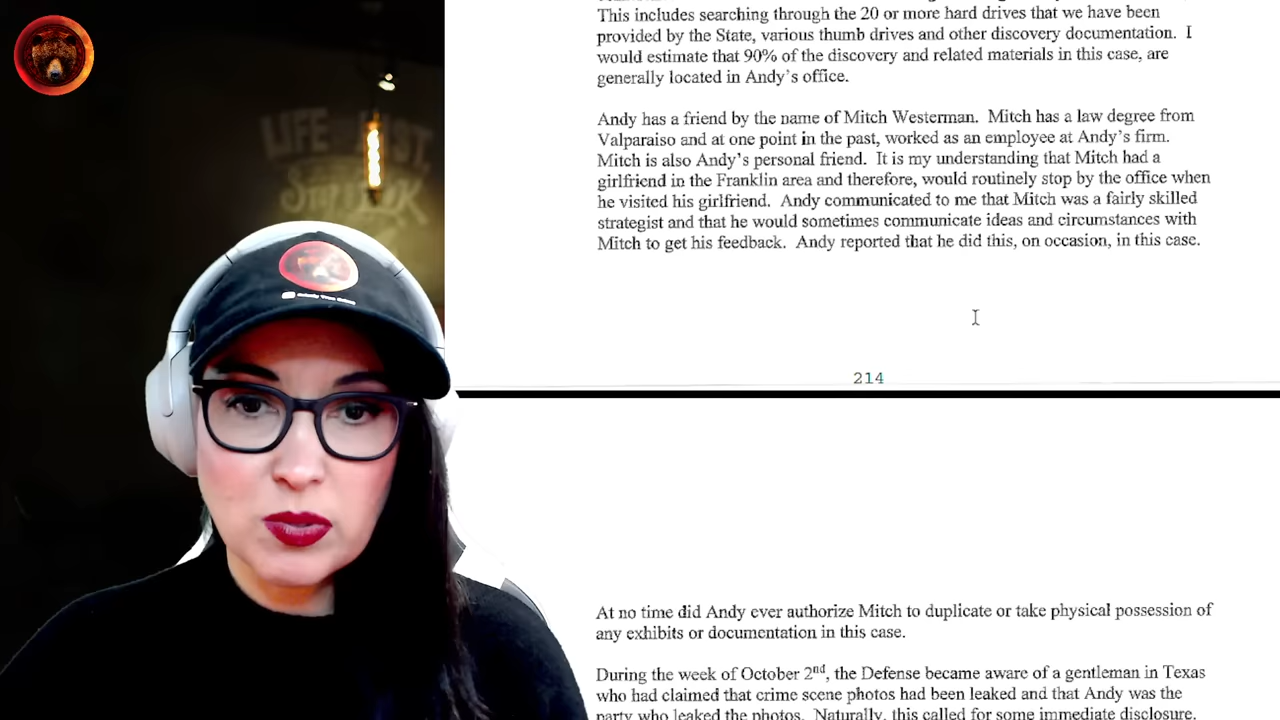 This includes searching through the 20 or more hard drives that we have been
provided by the State, various thumb drives and other discovery documentation. I
would estimate that 90% of the discovery and related materials in this case, are
generally located in Andy's office.
Andy has a friend by the name of Mitch Westerman. Mitch has a law degree from
Valparaiso and at one point in the past, worked as an employee at Andy's firm.
Mitch is also Andy's personal friend. It is my understanding that Mitch had a
girlfriend in the Franklin area and therefore, would routinely stop by the office when
he visited his girlfriend. Andy communicated to me that Mitch was a fairly skilled
strategist and that he would sometimes communicate ideas and circumstances with
Mitch to get his feedback. Andy reported that he did this, on occasion, in this case.
214
At no time did Andy ever authorize Mitch to duplicate or take physical possession of
any exhibits or documentation in this case.
During the week of October 2nd, the Defense became aware of a gentleman in Texas
who had claimed that crime scene photos had been leaked and that Andy was the
party who leaked the photos. Naturally, this called for some immediate disclosure.
LIFE